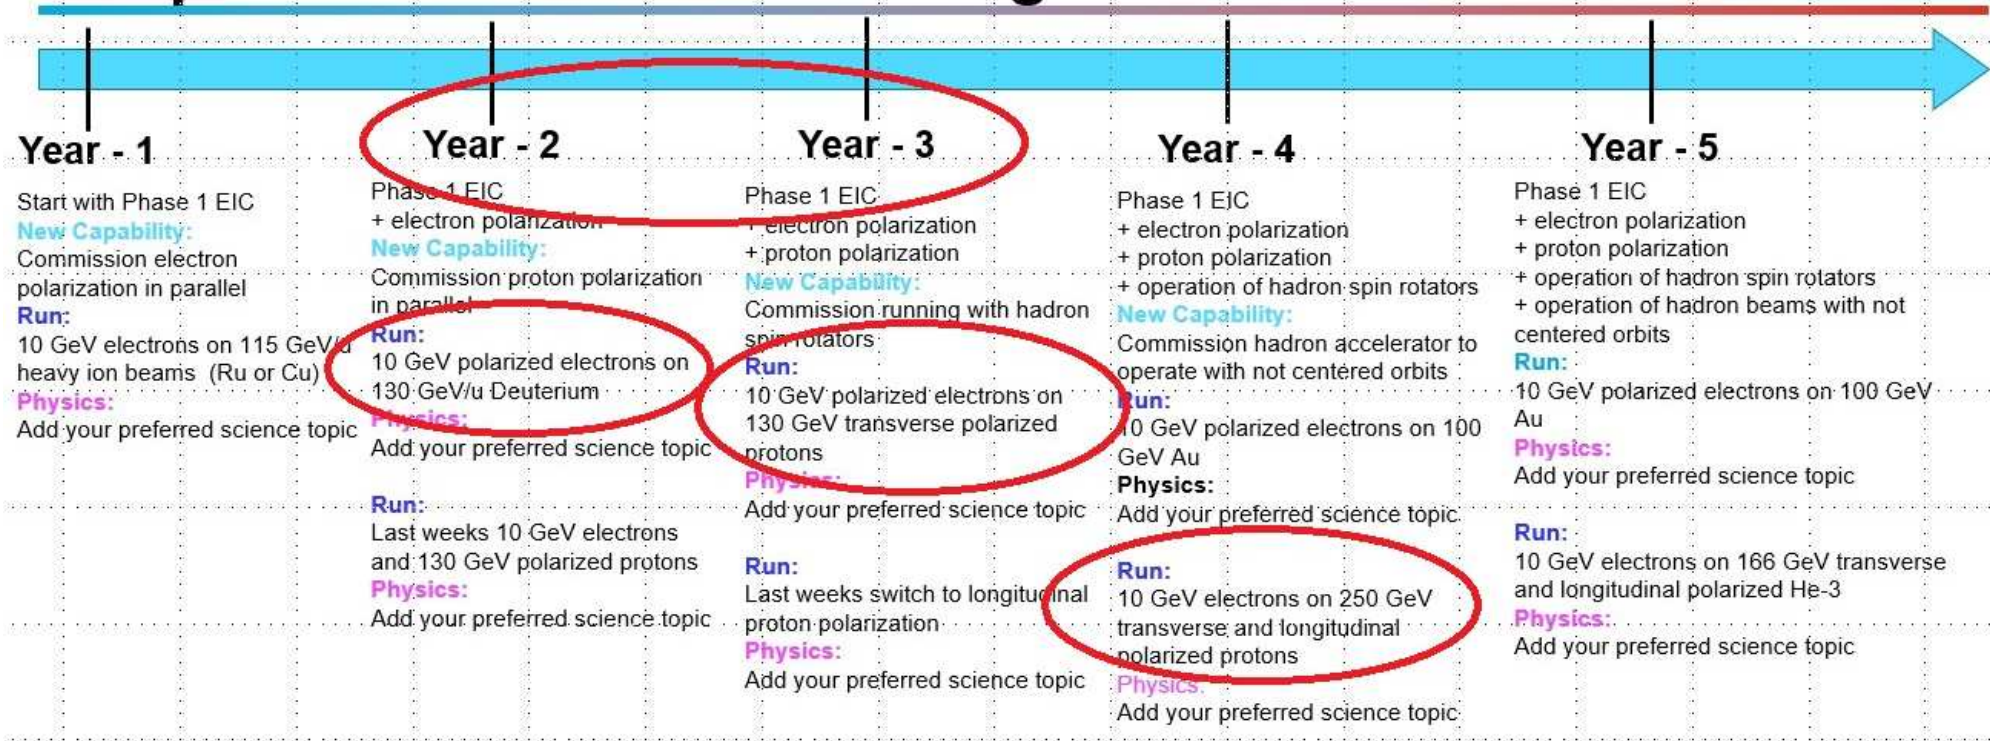 Year - 1
Start with Phase 1 EIC
New Capability:
Commission electron
polarization in parallel
Run:
10 GeV electrons on 115 GeV/u
heavy ion beams (Ru or Cu)
Physics:
Add your preferred science topic
Year - 2
Phase 1 EIC
+ electron polarization
New Capability:
Commission proton polarization
in parallel
Run:
10 GeV polarized electrons on
130 GeV/u Deuterium
Physics:
Add your preferred science topic
Run:
Last weeks 10 GeV electrons
and 130 GeV polarized protons
Physics:
Add your preferred science topic
Year - 3
Phase 1 EIC
+ electron polarization
+ proton polarization
New Capability:
Commission running with hadron
spin rotators
Run:
10 GeV polarized electrons on
130 GeV transverse polarized
protons
Physics:
Add your preferred science topic
Run:
Last weeks switch to longitudinal
proton polarization
Physics:
Add your preferred science topic
Year - 4
Phase 1 EIC
+ electron polarization
+ proton polarization
+ operation of hadron spin rotators
New Capability:
Commission hadron accelerator to
operate with not centered orbits
Run:
10 GeV polarized electrons on 100
GeV Au
Physics:
Add your preferred science topic
Run:
10 GeV electrons on 250 GeV
transverse and longitudinal
polarized protons
Physics:
Add your preferred science topic
Year - 5
Phase 1 EIC
+ electron polarization
+ proton polarization
+ operation of hadron spin rotators
+ operation of hadron beams with not
centered orbits
Run:
10 GeV polarized electrons on 100 GeV
Au
Physics:
Add your preferred science topic
Run:
10 GeV electrons on 166 GeV transverse
and longitudinal polarized He-3
Physics:
Add your preferred science topic